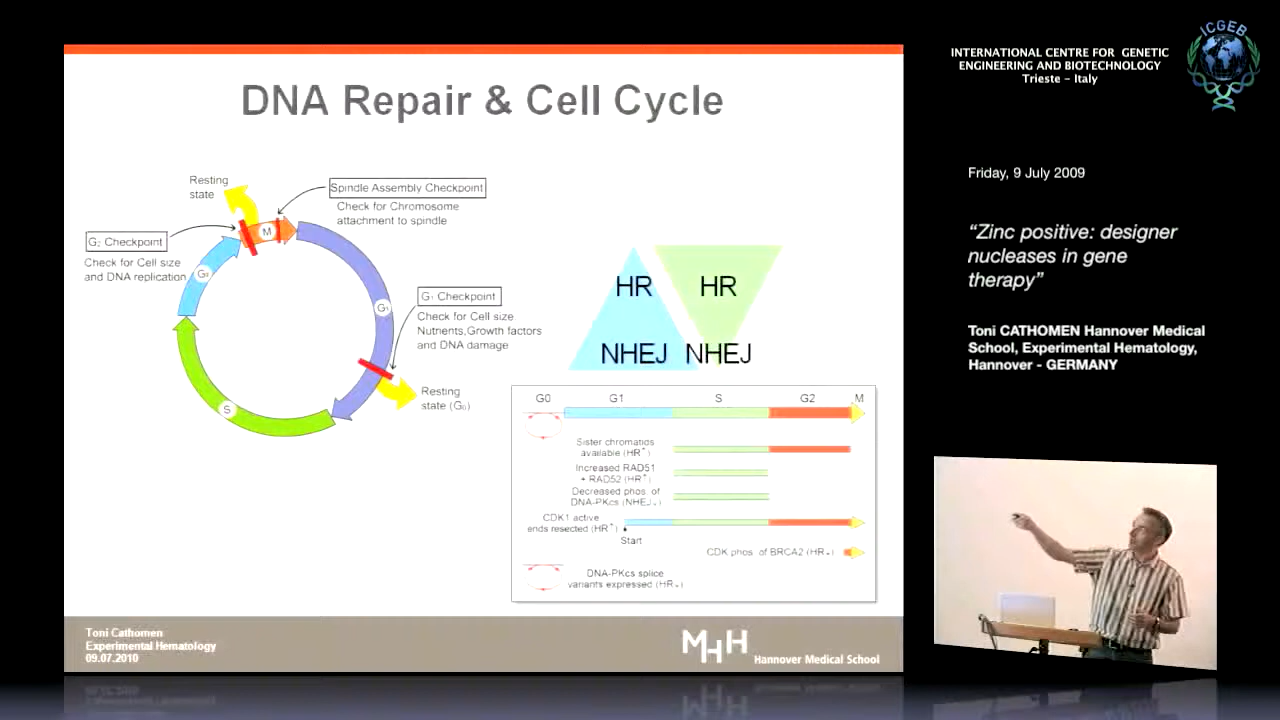 DNA Repair & Cell Cycle
Resting
state
Spindle Assembly Checkpoint
Check for Chromosome
attachment to spindle
M
G₂ Checkpoint
Check for Cell size
and DNA replication
G₂
G₁
G₁ Checkpoint
Check for Cell size
Nutrients,Growth factors
and DNA damage
Resting
state (G₀)
S
HR
HR
NHEJ
NHEJ
G0 G1 S G2 M
Sister chromatids
available (HR⁺)
Increased RAD51
+ RAD52 (HR⁺)
Decreased phos. of
DNA-PKcs (NHEJ₊)
CDK1 active
ends resected (HR⁺)
Start
CDK phos. of BRCA2 (HR₊)
DNA-PKcs splice
variants expressed (HR₊)
Toni Cathomen
Experimental Hematology
09.07.2010
MHH
Hannover Medical School
INTERNATIONAL CENTRE FOR GENETIC
ENGINEERING AND BIOTECHNOLOGY
Trieste – Italy
ICGEB
Friday, 9 July 2009
“Zinc positive: designer
nucleases in gene
therapy”
Toni CATHOMEN Hannover Medical
School, Experimental Hematology,
Hannover - GERMANY